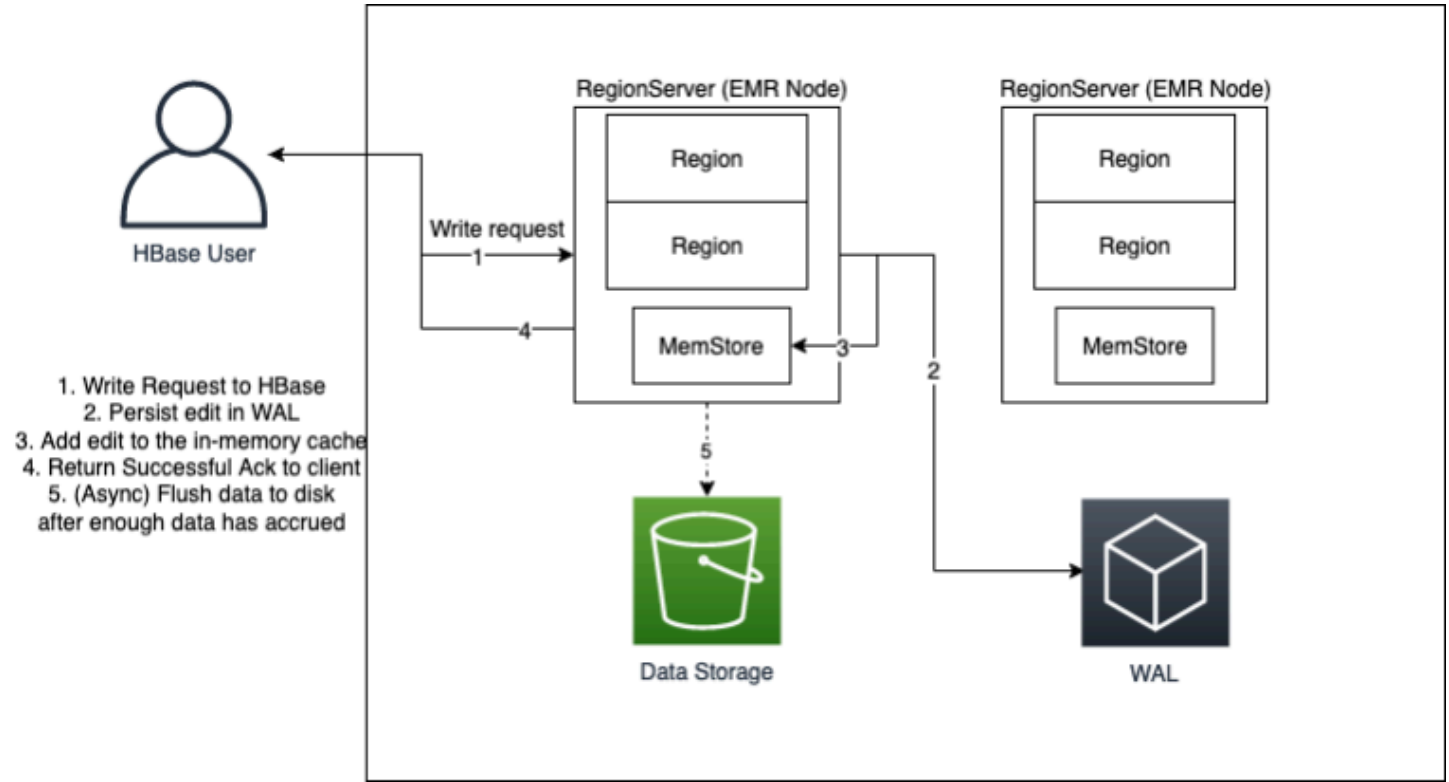 RegionServer (EMR Node)
RegionServer (EMR Node)
Region
Region
Region
Region
MemStore
MemStore
Write request
1
4
3
2
5
HBase User
1. Write Request to HBase
2. Persist edit in WAL
3. Add edit to the in-memory cache
4. Return Successful Ack to client
5. (Async) Flush data to disk
after enough data has accrued
Data Storage
WAL